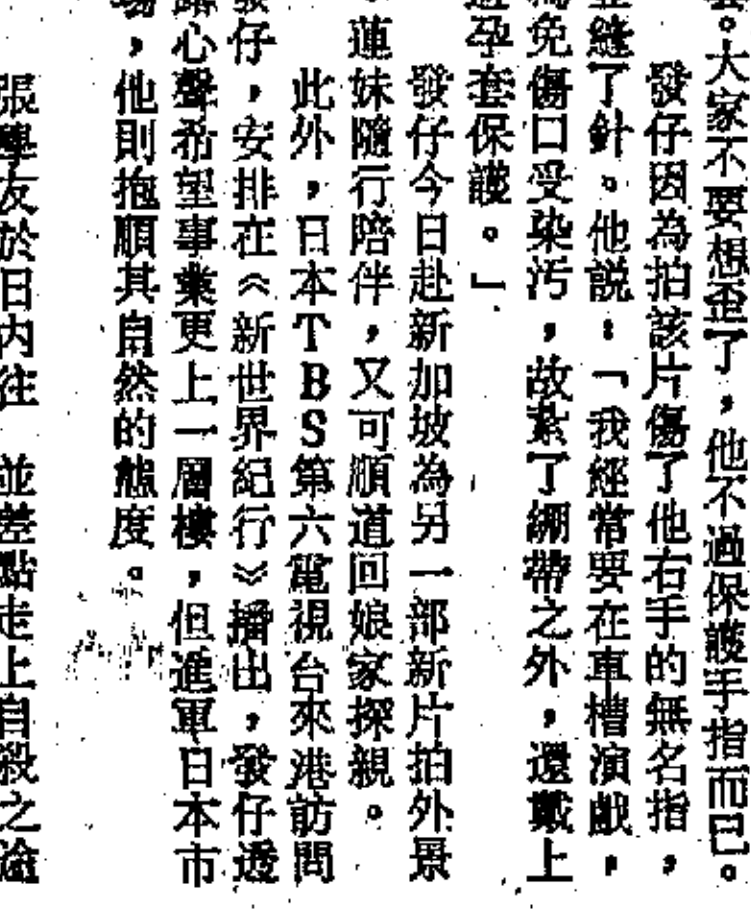 套。大家不要想歪了，他不過保護手指而已。
發仔因為拍該片傷了他右手的無名指，
並縫了針。他說：「我經常要在車槽演戲，
為免傷口受染污，故紮了綳帶之外，還戴上
避孕套保護。」
發仔今日赴新加坡為另一部新片拍外景
，蓮妹隨行陪伴，又可順道回娘家探親。
此外，日本TBS第六電視台來港訪問
發仔，安排在《新世界紀行》播出，發仔透
露心聲希望事業更上一層樓，但進軍日本市
場，他則抱順其自然的態度。
張學友於日内往 並差點走上自殺之途